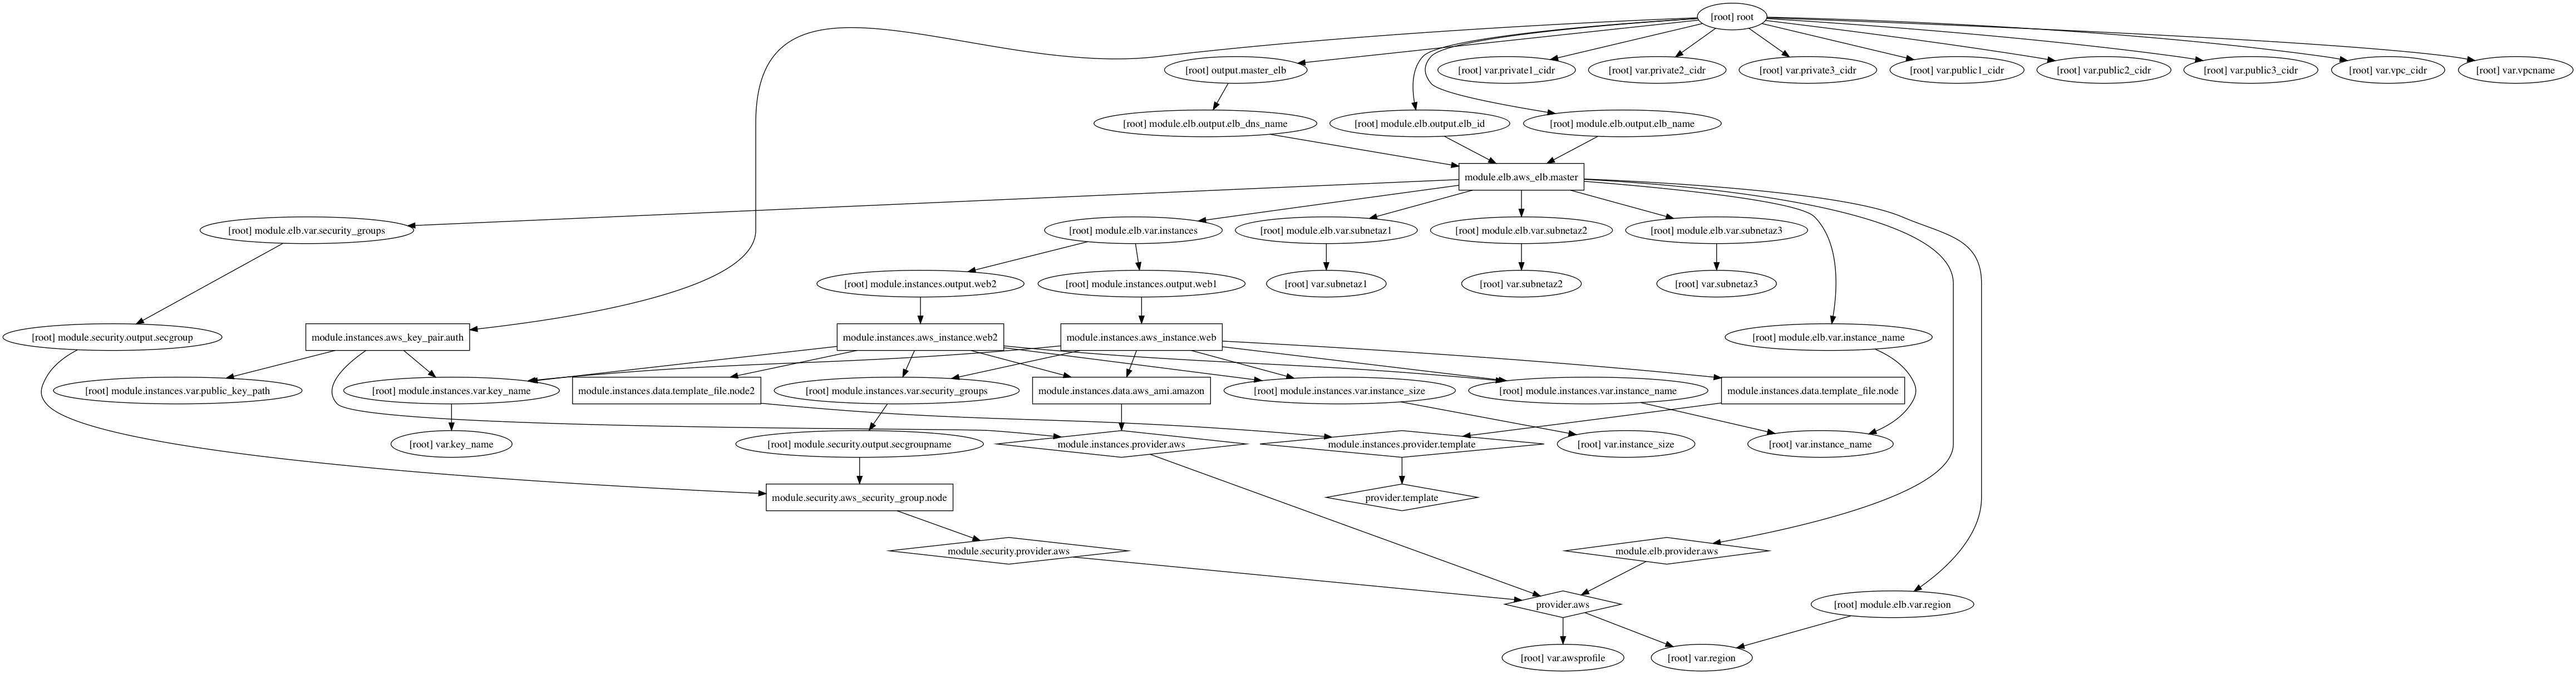 [root] root
[root] output.master_elb
[root] var.private1_cidr
[root] var.private2_cidr
[root] var.private3_cidr
[root] var.public1_cidr
[root] var.public2_cidr
[root] var.public3_cidr
[root] var.vpc_cidr
[root] var.vpcname
[root] module.elb.output.elb_dns_name
[root] module.elb.output.elb_id
[root] module.elb.output.elb_name
module.elb.aws_elb.master
[root] module.elb.var.security_groups
[root] module.elb.var.instances
[root] module.elb.var.subnetaz1
[root] module.elb.var.subnetaz2
[root] module.elb.var.subnetaz3
[root] module.instances.output.web2
[root] module.instances.output.web1
[root] var.subnetaz1
[root] var.subnetaz2
[root] var.subnetaz3
[root] module.security.output.secgroup
module.instances.aws_key_pair.auth
module.instances.aws_instance.web2
module.instances.aws_instance.web
[root] module.elb.var.instance_name
[root] module.instances.var.public_key_path
[root] module.instances.var.key_name
module.instances.data.template_file.node2
[root] module.instances.var.security_groups
module.instances.data.aws_ami.amazon
[root] module.instances.var.instance_size
[root] module.instances.var.instance_name
module.instances.data.template_file.node
[root] var.key_name
[root] module.security.output.secgroupname
module.instances.provider.aws
module.instances.provider.template
[root] var.instance_size
[root] var.instance_name
module.security.aws_security_group.node
provider.template
module.security.provider.aws
module.elb.provider.aws
provider.aws
[root] module.elb.var.region
[root] var.awsprofile
[root] var.region